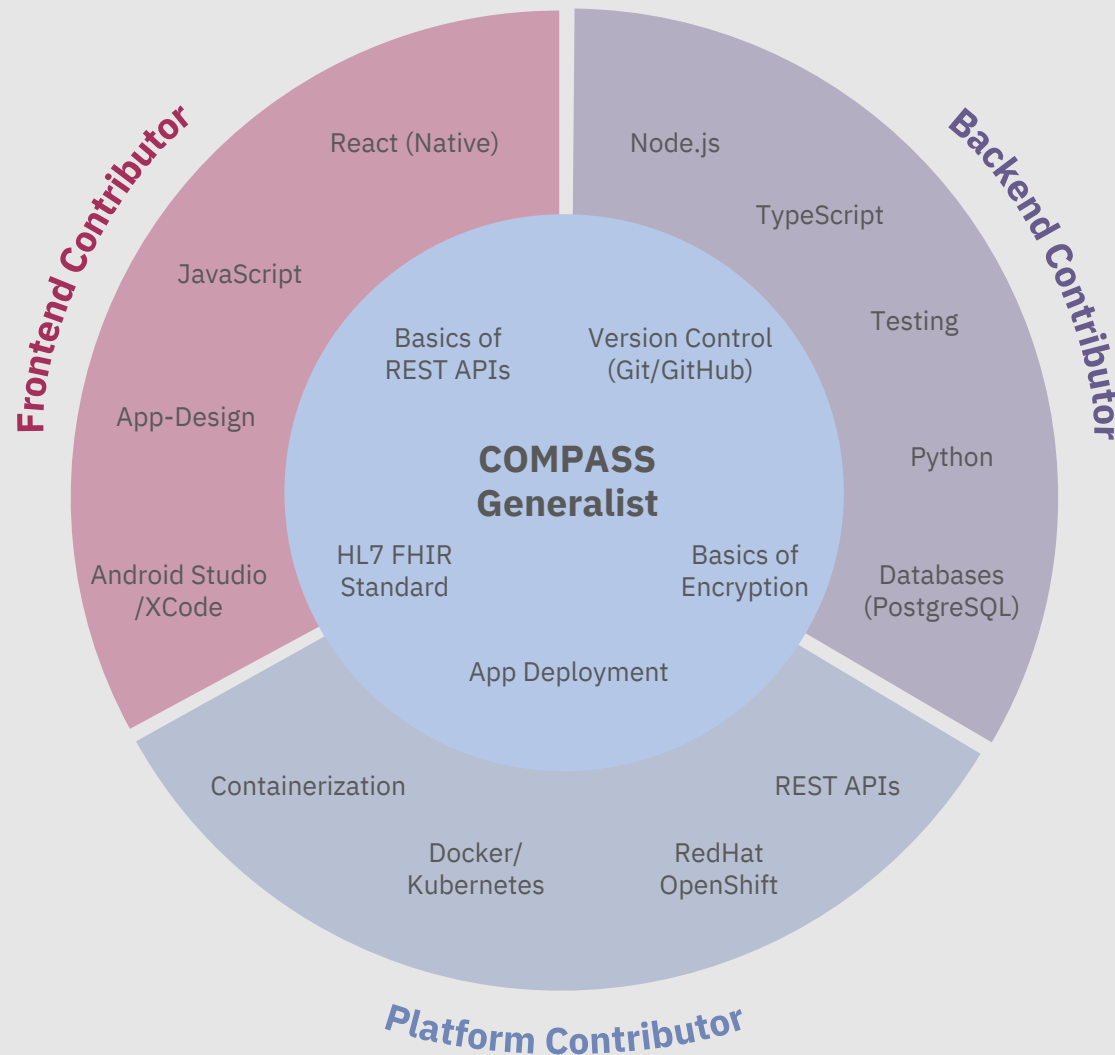 Frontend Contributor
React (Native)
JavaScript
App-Design
Android Studio
/XCode
Backend Contributor
Node.js
TypeScript
Testing
Python
Databases
(PostgreSQL)
Basics of
REST APIs
Version Control
(Git/GitHub)
COMPASS
Generalist
HL7 FHIR
Standard
Basics of
Encryption
App Deployment
Containerization
REST APIs
Docker/
Kubernetes
RedHat
OpenShift
Platform Contributor